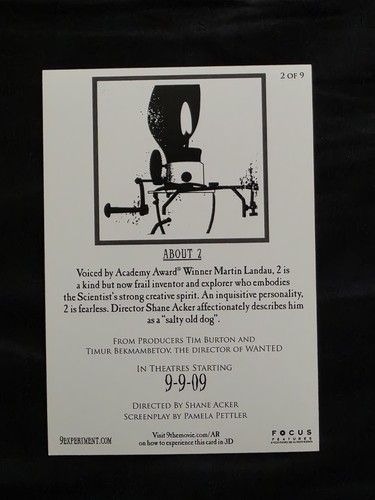 2 OF 9
ABOUT 2
Voiced by Academy Award® Winner Martin Landau, 2 is
a kind but now frail inventor and explorer who embodies
the Scientist's strong creative spirit. An inquisitive personality,
2 is fearless. Director Shane Acker affectionately describes him
as a "salty old dog".
FROM PRODUCERS TIM BURTON AND
TIMUR BEKMAMBETOV, THE DIRECTOR OF WANTED
IN THEATRES STARTING
9-9-09
DIRECTED BY SHANE ACKER
SCREENPLAY BY PAMELA PETTLER
9EXPERIMENT.COM
Visit 9themovie.com/AR
on how to experience this card in 3D
FOCUS
FEATURES